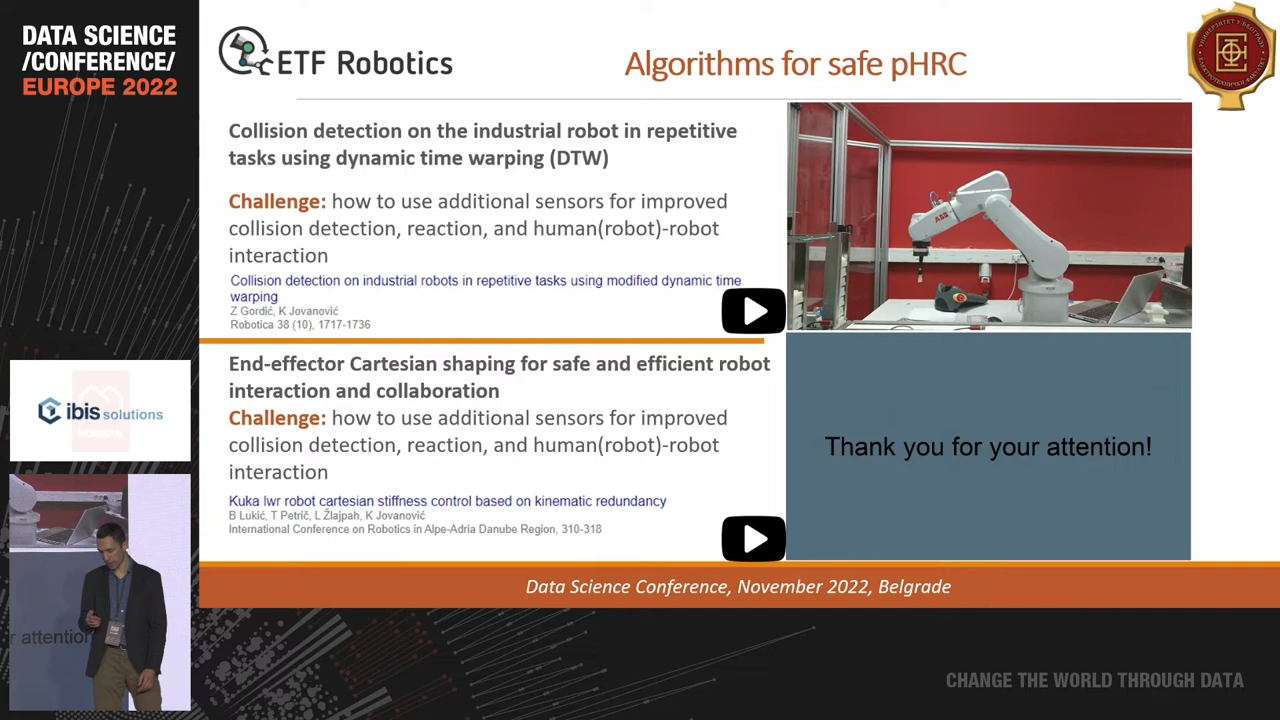 DATA SCIENCE
/CONFERENCE/
EUROPE 2022
ETF Robotics
Algorithms for safe pHRC
Collision detection on the industrial robot in repetitive
tasks using dynamic time warping (DTW)
Challenge: how to use additional sensors for improved
collision detection, reaction, and human(robot)-robot
interaction
Collision detection on industrial robots in repetitive tasks using modified dynamic time
warping
Z Gordić, K Jovanović
Robotica 38 (10), 1717-1736
ABB
End-effector Cartesian shaping for safe and efficient robot
interaction and collaboration
Challenge: how to use additional sensors for improved
collision detection, reaction, and human(robot)-robot
interaction
Kuka lwr robot cartesian stiffness control based on kinematic redundancy
B Lukić, T Petrič, L Žlajpah, K Jovanović
International Conference on Robotics in Alpe-Adria Danube Region, 310-318
Thank you for your attention!
Data Science Conference, November 2022, Belgrade
ibis solutions
r attention
CHANGE THE WORLD THROUGH DATA